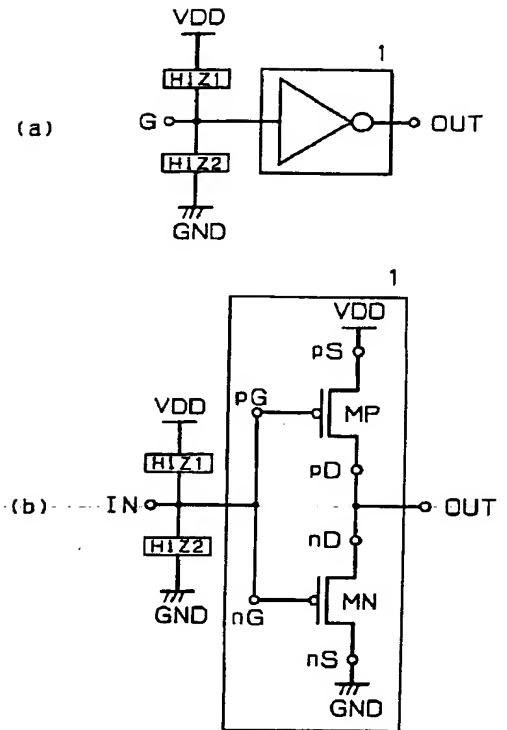 VDD
1
HIZ1
(a)
G
OUT
HIZ2
GND
1
VDD
pS
pG
MP
VDD
HIZ1
pD
(b)
IN
OUT
HIZ2
nD
GND
nG
MN
nS
GND